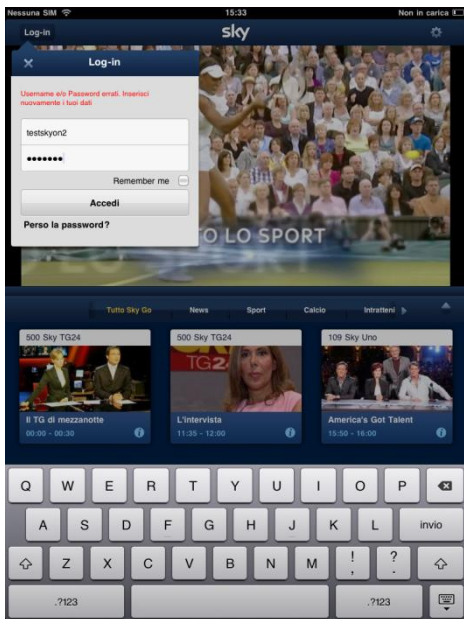 Nessuna SIM 15:33 Non in carica
Log-in sky
Log-in
Username e/o Password errati. Inserisci
nuovamente i tuoi dati
testskyon2
•••••••
Remember me
Accedi
Perso la password?
O LO SPORT
Tutto Sky Go News Sport Calcio Intratteni
500 Sky TG24 500 Sky TG24 109 Sky Uno
TG2
Il TG di mezzanotte L'intervista America's Got Talent
00:00 - 00:30 11:35 - 12:00 15:50 - 16:00
Q W E R T Y U I O P
A S D F G H J K L invio
Z X C V B N M ! , ? .
.?123 .?123